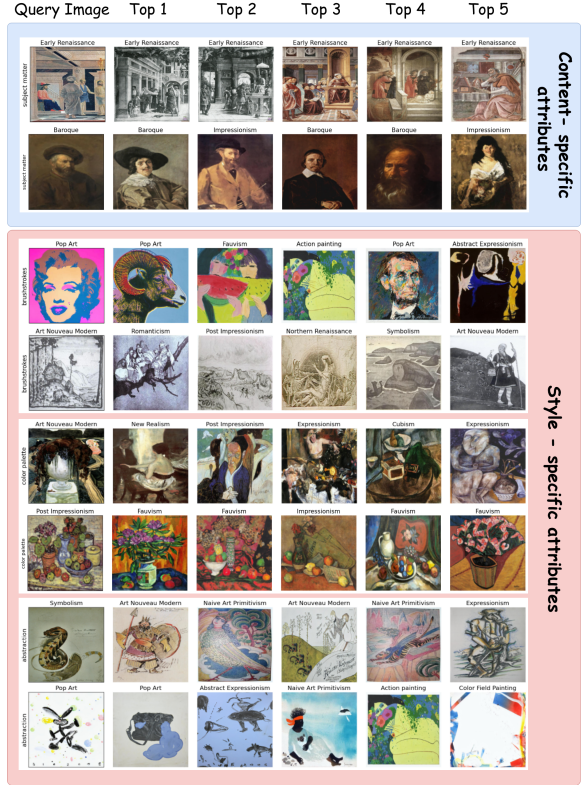 Query Image Top 1 Top 2 Top 3 Top 4 Top 5
Early Renaissance Early Renaissance Early Renaissance Early Renaissance Early Renaissance Early Renaissance
subject matter
Baroque Baroque Impressionism Baroque Baroque Impressionism
subject matter
Content- specific
attributes
Pop Art Pop Art Fauvism Action painting Pop Art Abstract Expressionism
brushstrokes
Art Nouveau Modern Romanticism Post Impressionism Northern Renaissance Symbolism Art Nouveau Modern
brushstrokes
Art Nouveau Modern New Realism Post Impressionism Expressionism Cubism Expressionism
color palette
Post Impressionism Fauvism Fauvism Impressionism Fauvism Fauvism
color palette
Symbolism Art Nouveau Modern Naive Art Primitivism Art Nouveau Modern Naive Art Primitivism Expressionism
abstraction
Pop Art Pop Art Abstract Expressionism Naive Art Primitivism Action painting Color Field Painting
abstraction
Style - specific attributes